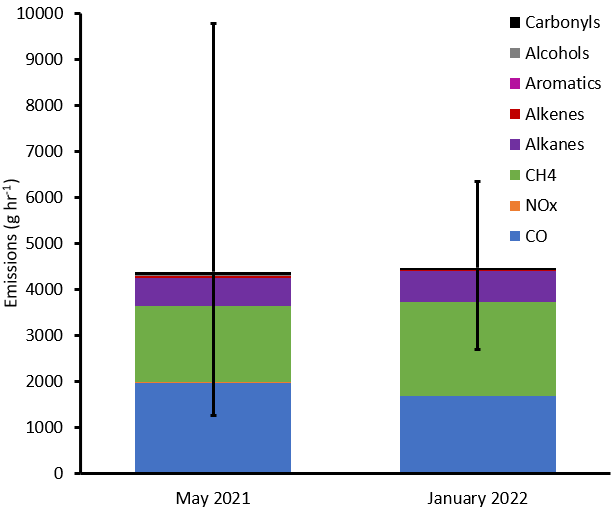 10000
9000
8000
7000
6000
5000
4000
3000
2000
1000
0
Emissions (g hr⁻¹)
May 2021
January 2022
Carbonyls
Alcohols
Aromatics
Alkenes
Alkanes
CH4
NOx
CO